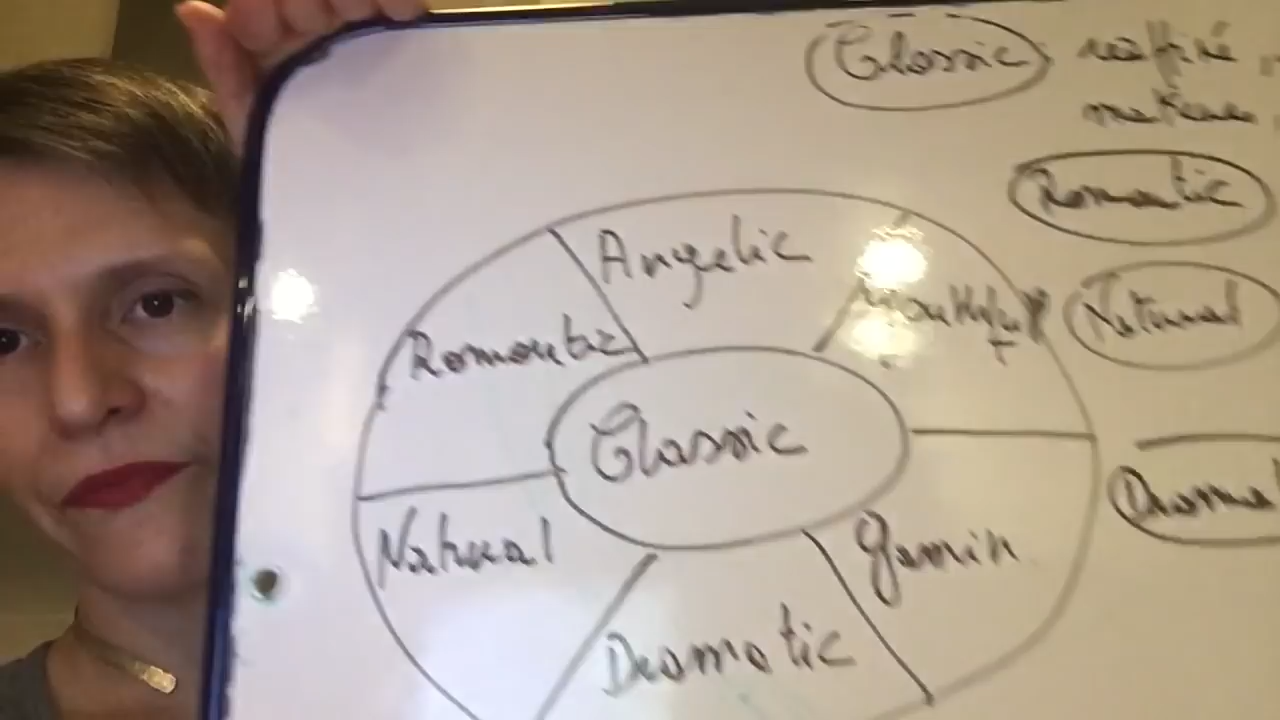 Classic
Romantic
Natural
Angelic
Romantic
Classic
Natural
Gamin
Dramatic